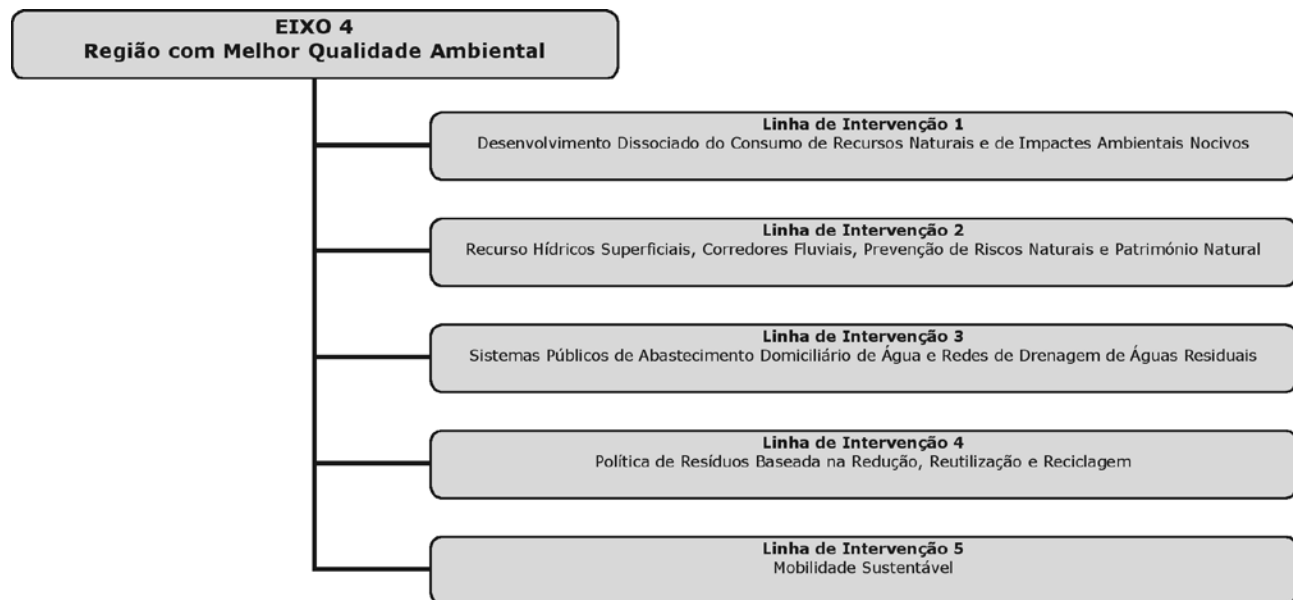 EIXO 4
Região com Melhor Qualidade Ambiental
Linha de Intervenção 1
Desenvolvimento Dissociado do Consumo de Recursos Naturais e de Impactes Ambientais Nocivos
Linha de Intervenção 2
Recurso Hídricos Superficiais, Corredores Fluviais, Prevenção de Riscos Naturais e Património Natural
Linha de Intervenção 3
Sistemas Públicos de Abastecimento Domiciliário de Água e Redes de Drenagem de Águas Residuais
Linha de Intervenção 4
Política de Resíduos Baseada na Redução, Reutilização e Reciclagem
Linha de Intervenção 5
Mobilidade Sustentável